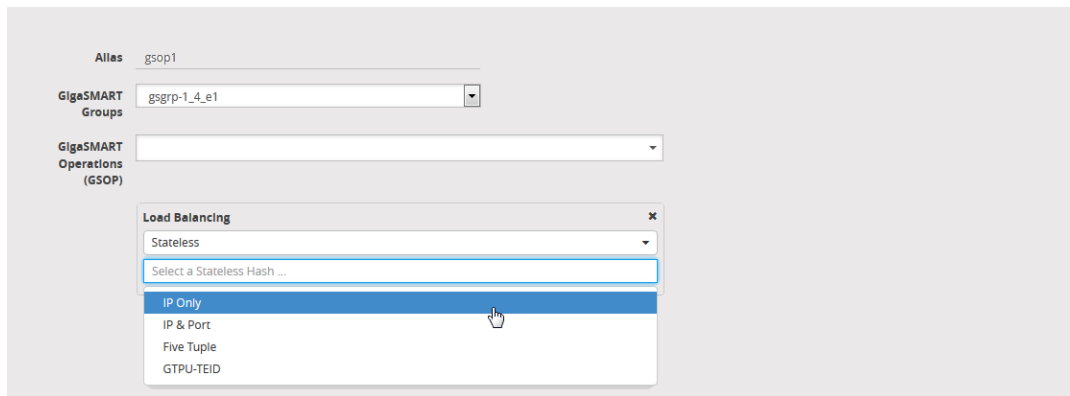 Alias gsop1
GigaSMART gsgrp-1_4_e1
Groups
GigaSMART
Operations
(GSOP)
Load Balancing ✖
Stateless
Select a Stateless Hash ...
IP Only
IP & Port
Five Tuple
GTPU-TEID